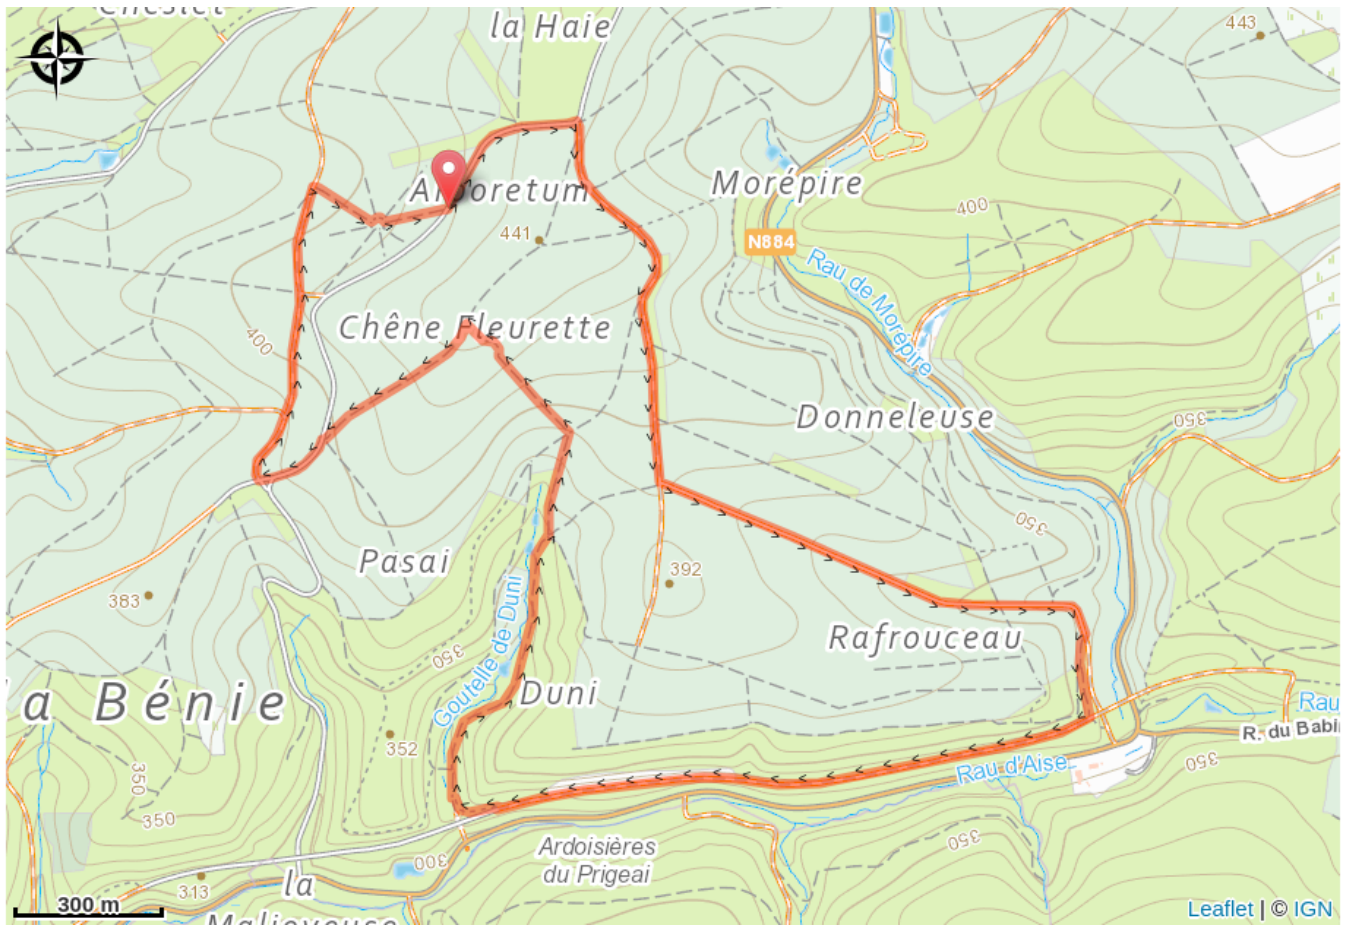 Cheslet
la Haie
443
Arboretum
Morépire
400
441
N884
Rau de Morépire
Chêne Fleurette
400
Donneleuse
350
350
Pasai
392
383
Goutelle de Duni
350
Rafrouceau
a Bénie
Duni
Rau
R. du Babi
352
350
Rau d'Aise
350
350
350
Ardoisières
du Prigeai
300
313
la
300 m
Malioyeuse
Leaflet | © IGN